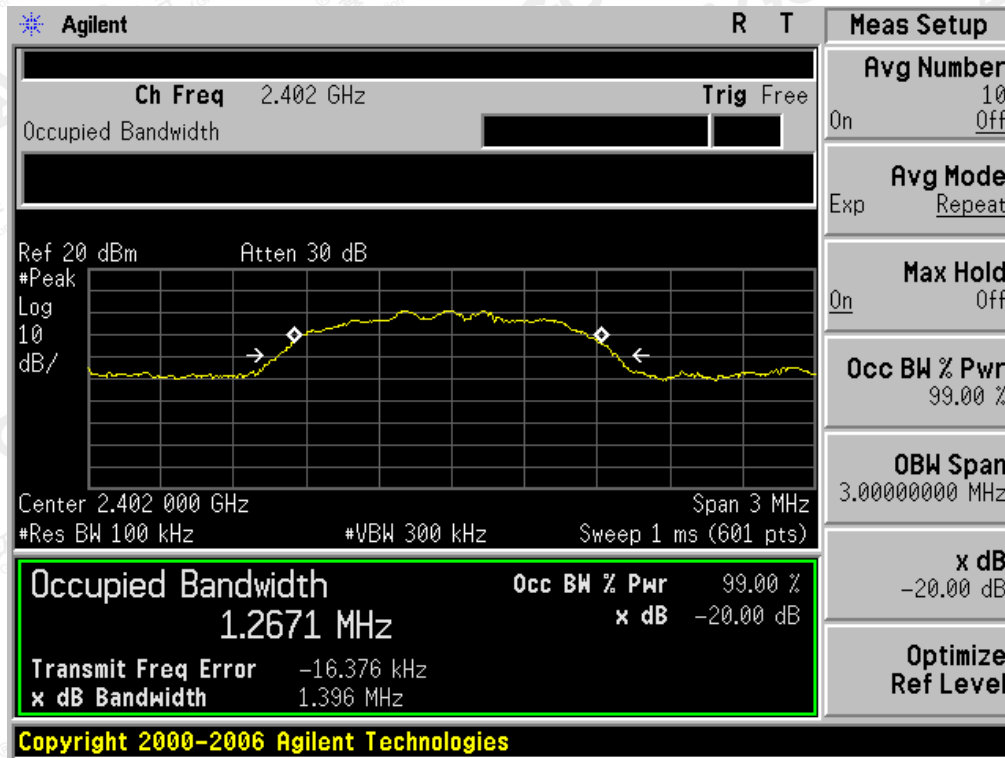 Agilent R T
Ch Freq 2.402 GHz Trig Free
Occupied Bandwidth
Ref 20 dBm Atten 30 dB
#Peak
Log
10
dB/
Center 2.402 000 GHz Span 3 MHz
#Res BW 100 kHz #VBW 300 kHz Sweep 1 ms (601 pts)
Occupied Bandwidth Occ BW % Pwr 99.00 %
1.2671 MHz x dB -20.00 dB
Transmit Freq Error -16.376 kHz
x dB Bandwidth 1.396 MHz
Copyright 2000-2006 Agilent Technologies
Meas Setup
Avg Number
10
On Off
Avg Mode
Exp Repeat
Max Hold
On Off
Occ BW % Pwr
99.00 %
OBW Span
3.00000000 MHz
x dB
-20.00 dB
Optimize
Ref Level